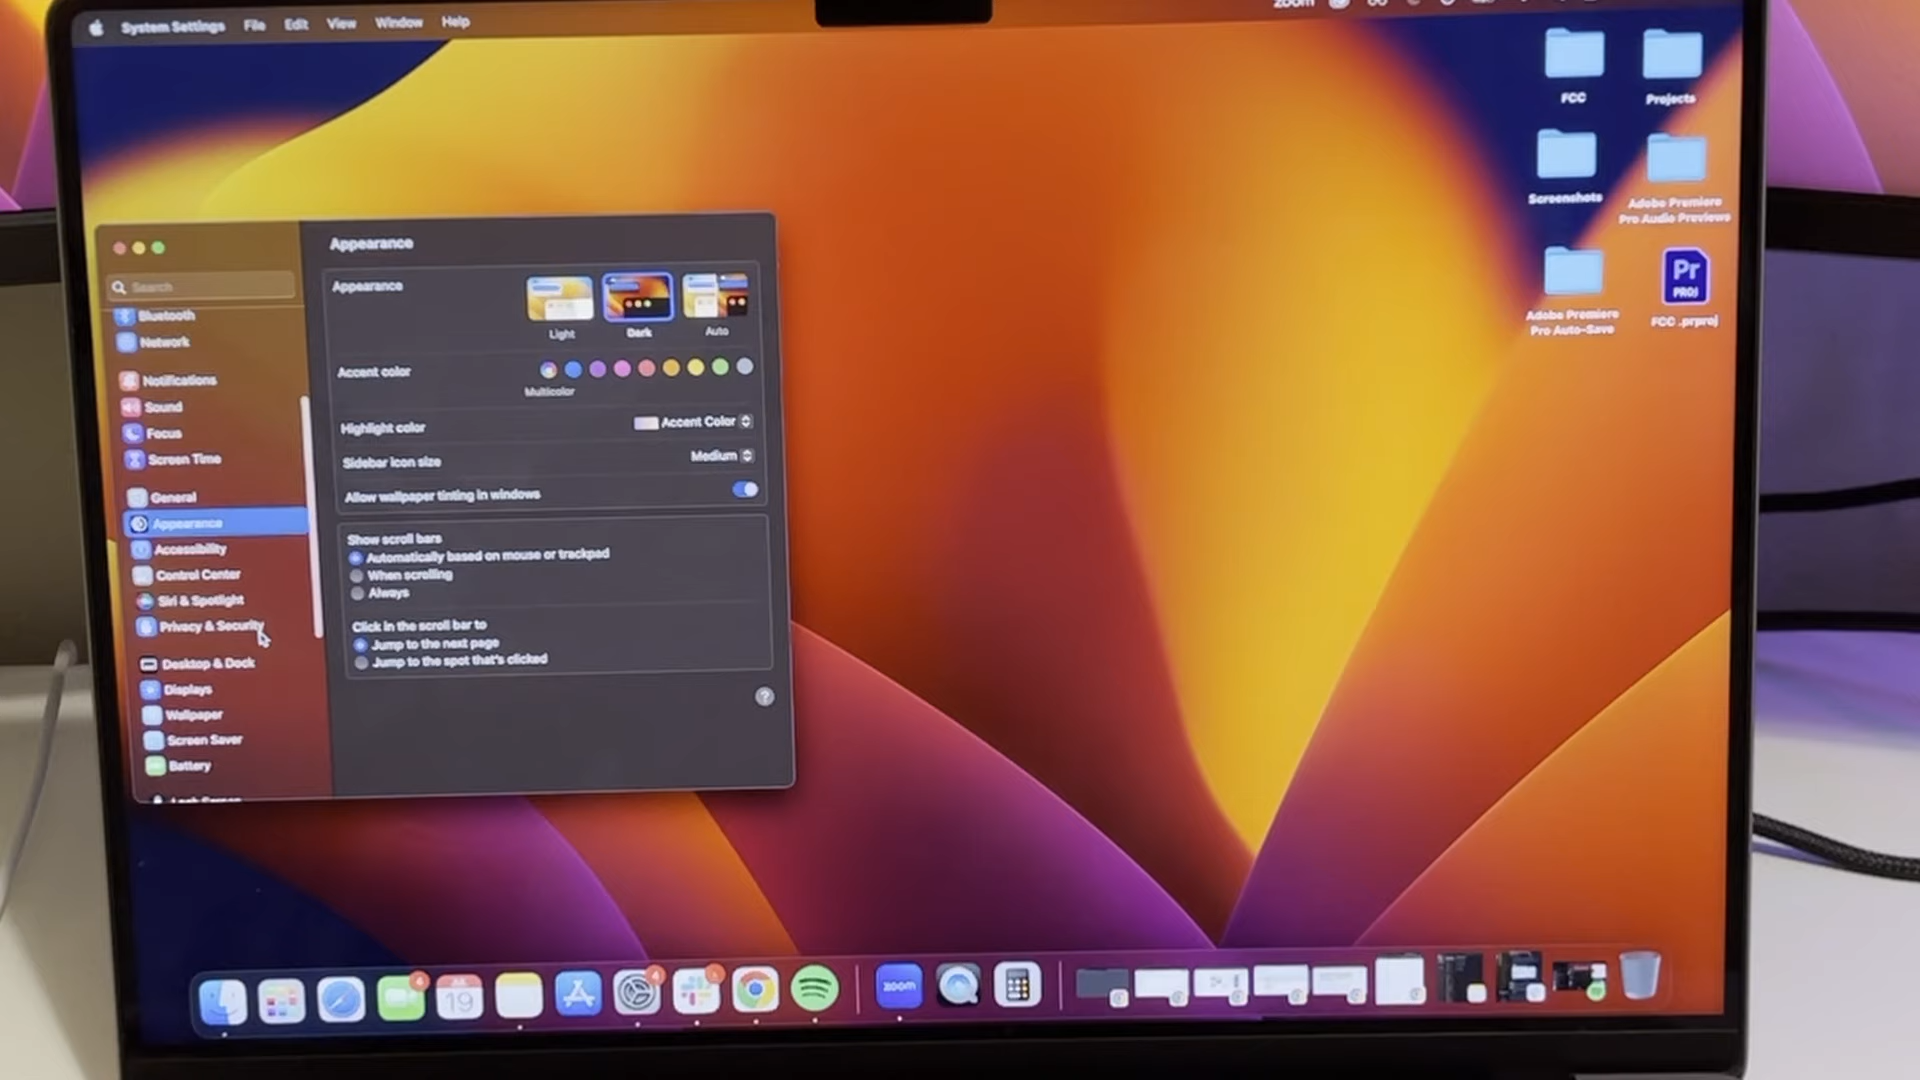 System Settings File Edit View Window Help
zoom
FCC
Projects
Screenshots
Adobe Premiere
Pro Audio Previews
Adobe Premiere
Pro Auto-Save
Pr
PROJ
FCC .prproj
Search
Bluetooth
Network
Notifications
Sound
Focus
Screen Time
General
Appearance
Accessibility
Control Center
Siri & Spotlight
Privacy & Security
Desktop & Dock
Displays
Wallpaper
Screen Saver
Battery
Lock Screen
Appearance
Appearance
Light
Dark
Auto
Accent color
Multicolor
Highlight color
Accent Color
Sidebar icon size
Medium
Allow wallpaper tinting in windows
Show scroll bars
Automatically based on mouse or trackpad
When scrolling
Always
Click in the scroll bar to
Jump to the next page
Jump to the spot that's clicked
?
19
4
zoom